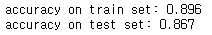 accuracy on train set: 0.896
accuracy on test set: 0.867